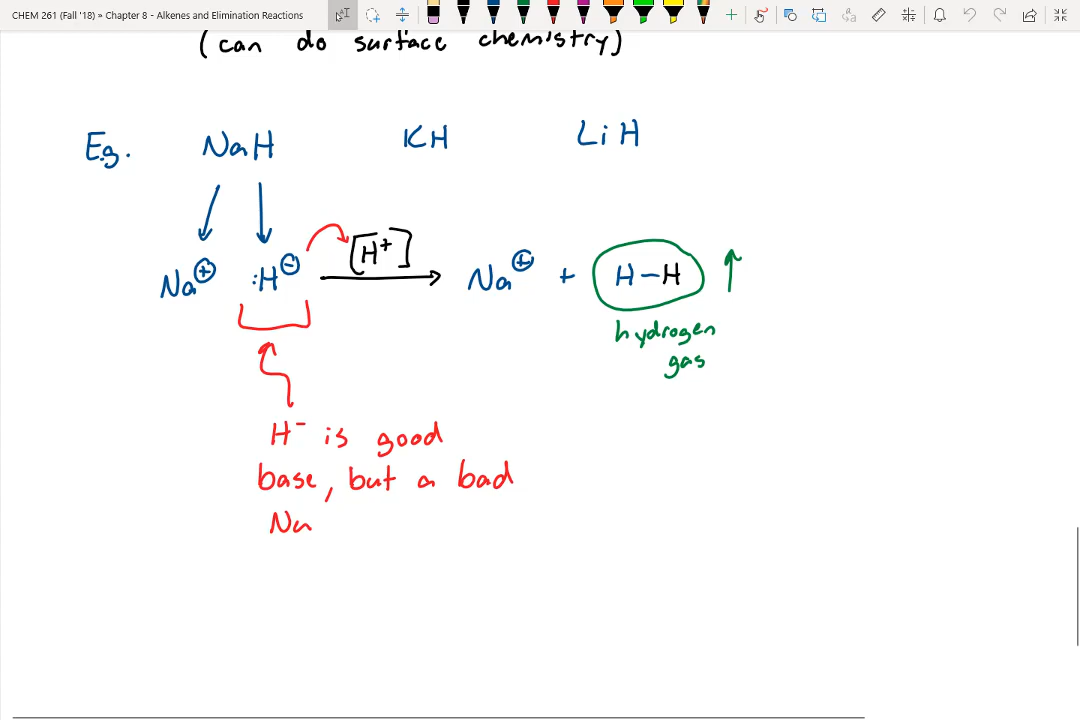 CHEM 261 (Fall '18) » Chapter 8 - Alkenes and Elimination Reactions
(can do surface chemistry)
E.g. NaH KH LiH
Na⊕ :H⊖ [H+] Na⊕ + H–H ↑
hydrogen
gas
H⁻ is good
base, but a bad
Nu